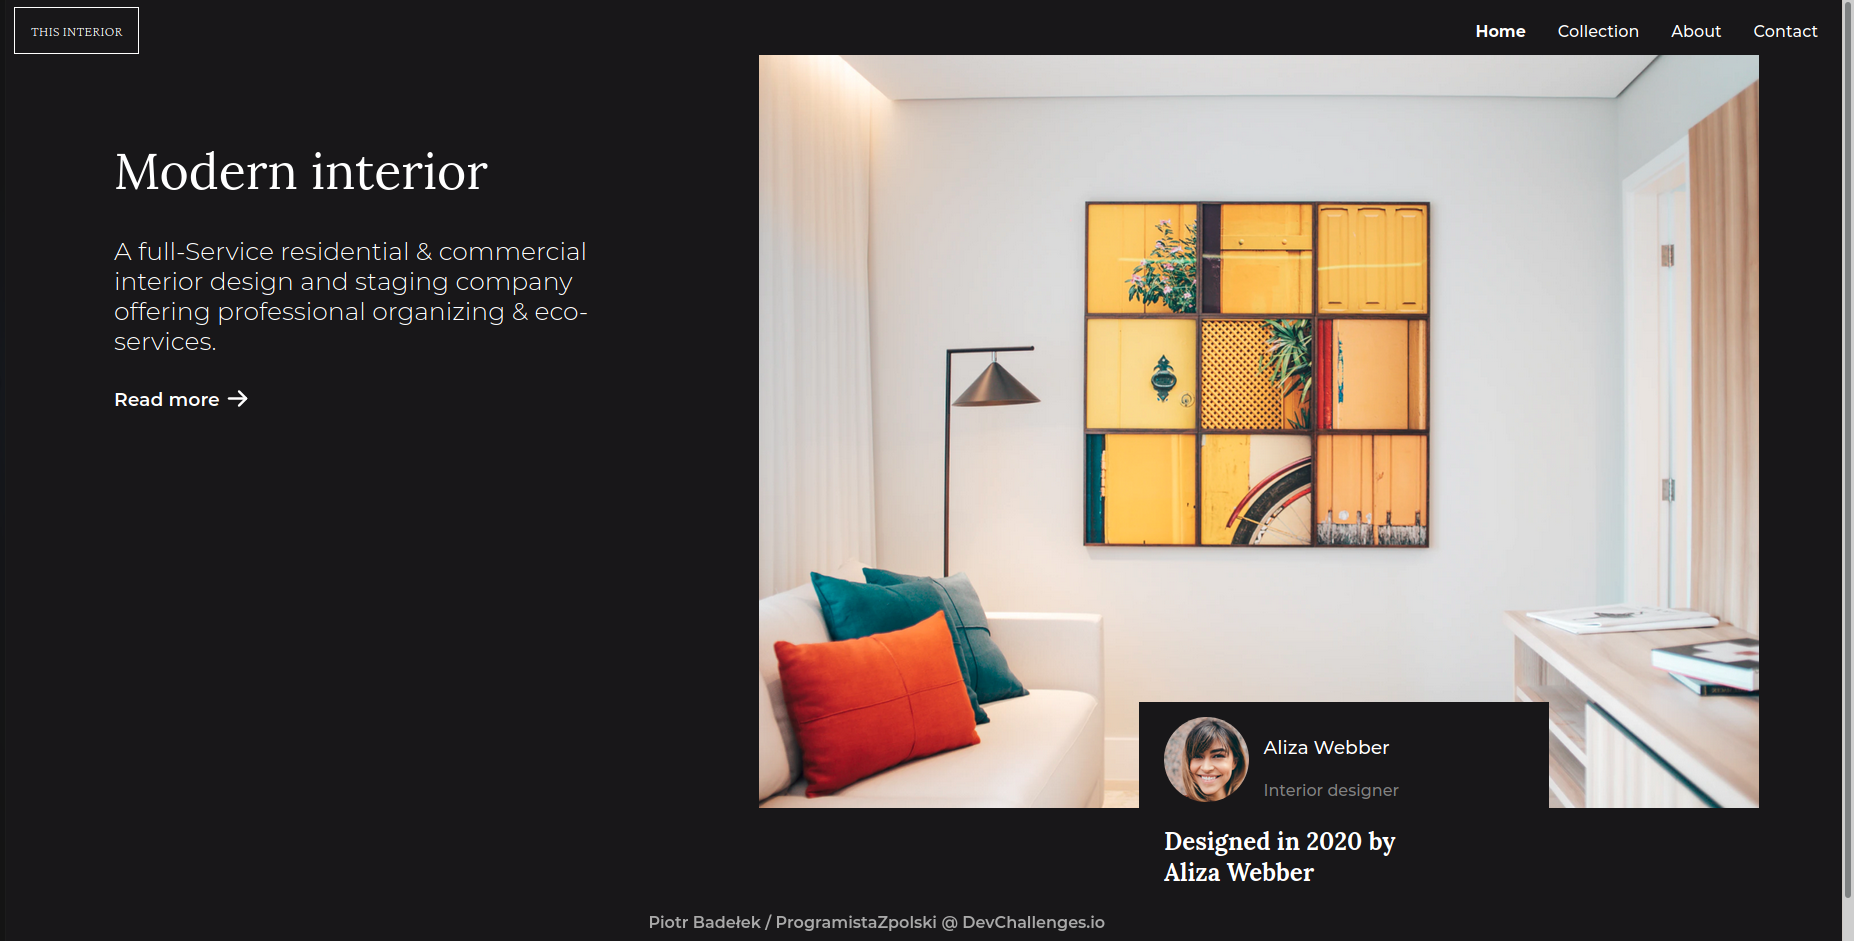 THIS INTERIOR
Home Collection About Contact
Modern interior
A full-Service residential & commercial
interior design and staging company
offering professional organizing & eco-
services.
Read more
Aliza Webber
Interior designer
Designed in 2020 by
Aliza Webber
Piotr Badełek / ProgramistaZpolski @ DevChallenges.io